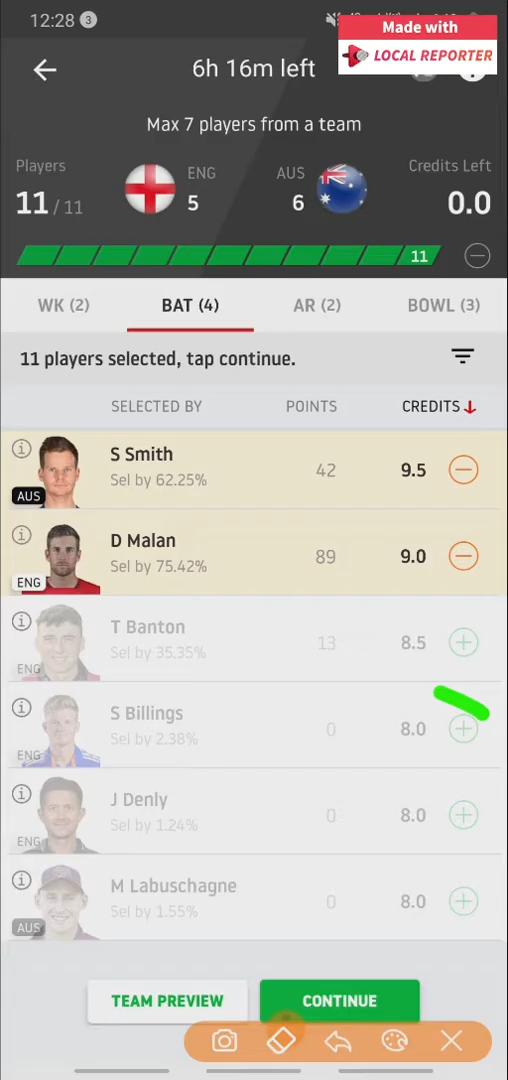 12:28 3
Made with
LOCAL REPORTER
6h 16m left
Max 7 players from a team
Players
11 / 11
ENG
5
AUS
6
Credits Left
0.0
11
WK (2)
BAT (4)
AR (2)
BOWL (3)
11 players selected, tap continue.
SELECTED BY
POINTS
CREDITS
S Smith
Sel by 62.25%
42
9.5
AUS
D Malan
Sel by 75.42%
89
9.0
ENG
T Banton
Sel by 35.35%
13
8.5
ENG
S Billings
Sel by 2.38%
0
8.0
ENG
J Denly
Sel by 1.24%
0
8.0
ENG
M Labuschagne
Sel by 1.55%
0
8.0
AUS
TEAM PREVIEW
CONTINUE